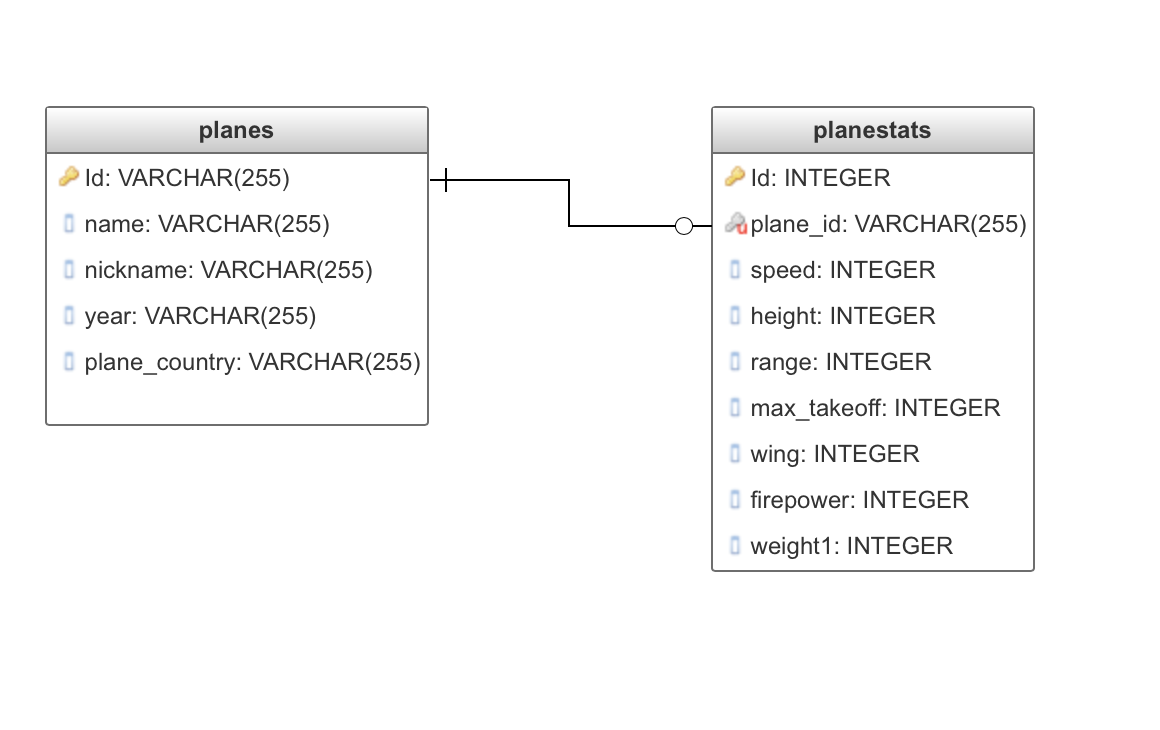 planes
Id: VARCHAR(255)
name: VARCHAR(255)
nickname: VARCHAR(255)
year: VARCHAR(255)
plane_country: VARCHAR(255)
planestats
Id: INTEGER
plane_id: VARCHAR(255)
speed: INTEGER
height: INTEGER
range: INTEGER
max_takeoff: INTEGER
wing: INTEGER
firepower: INTEGER
weight1: INTEGER